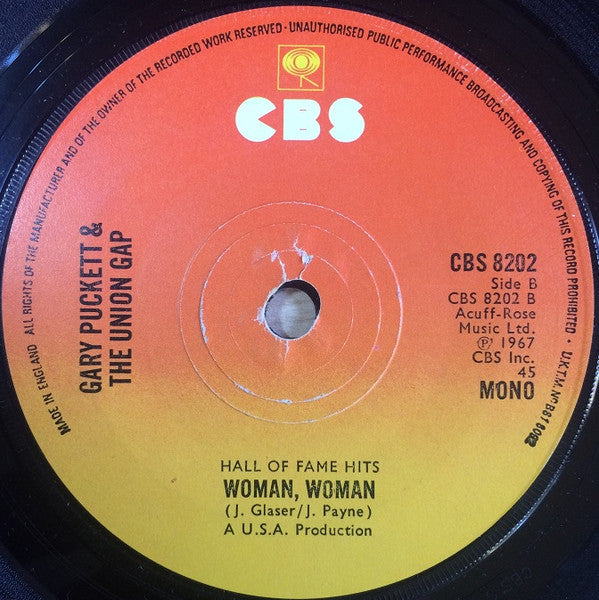 MADE IN ENGLAND ALL RIGHTS OF THE MANUFACTURER AND OF THE OWNER OF THE RECORDED WORK RESERVED · UNAUTHORISED PUBLIC PERFORMANCE BROADCASTING AND COPYING OF THIS RECORD PROHIBITED · U.K.T.M. No B618082
CBS
GARY PUCKETT &
THE UNION GAP
CBS 8202
Side B
CBS 8202 B
Acuff-Rose
Music Ltd.
℗ 1967
CBS Inc.
45
MONO
HALL OF FAME HITS
WOMAN, WOMAN
(J. Glaser/J. Payne)
A U.S.A. Production